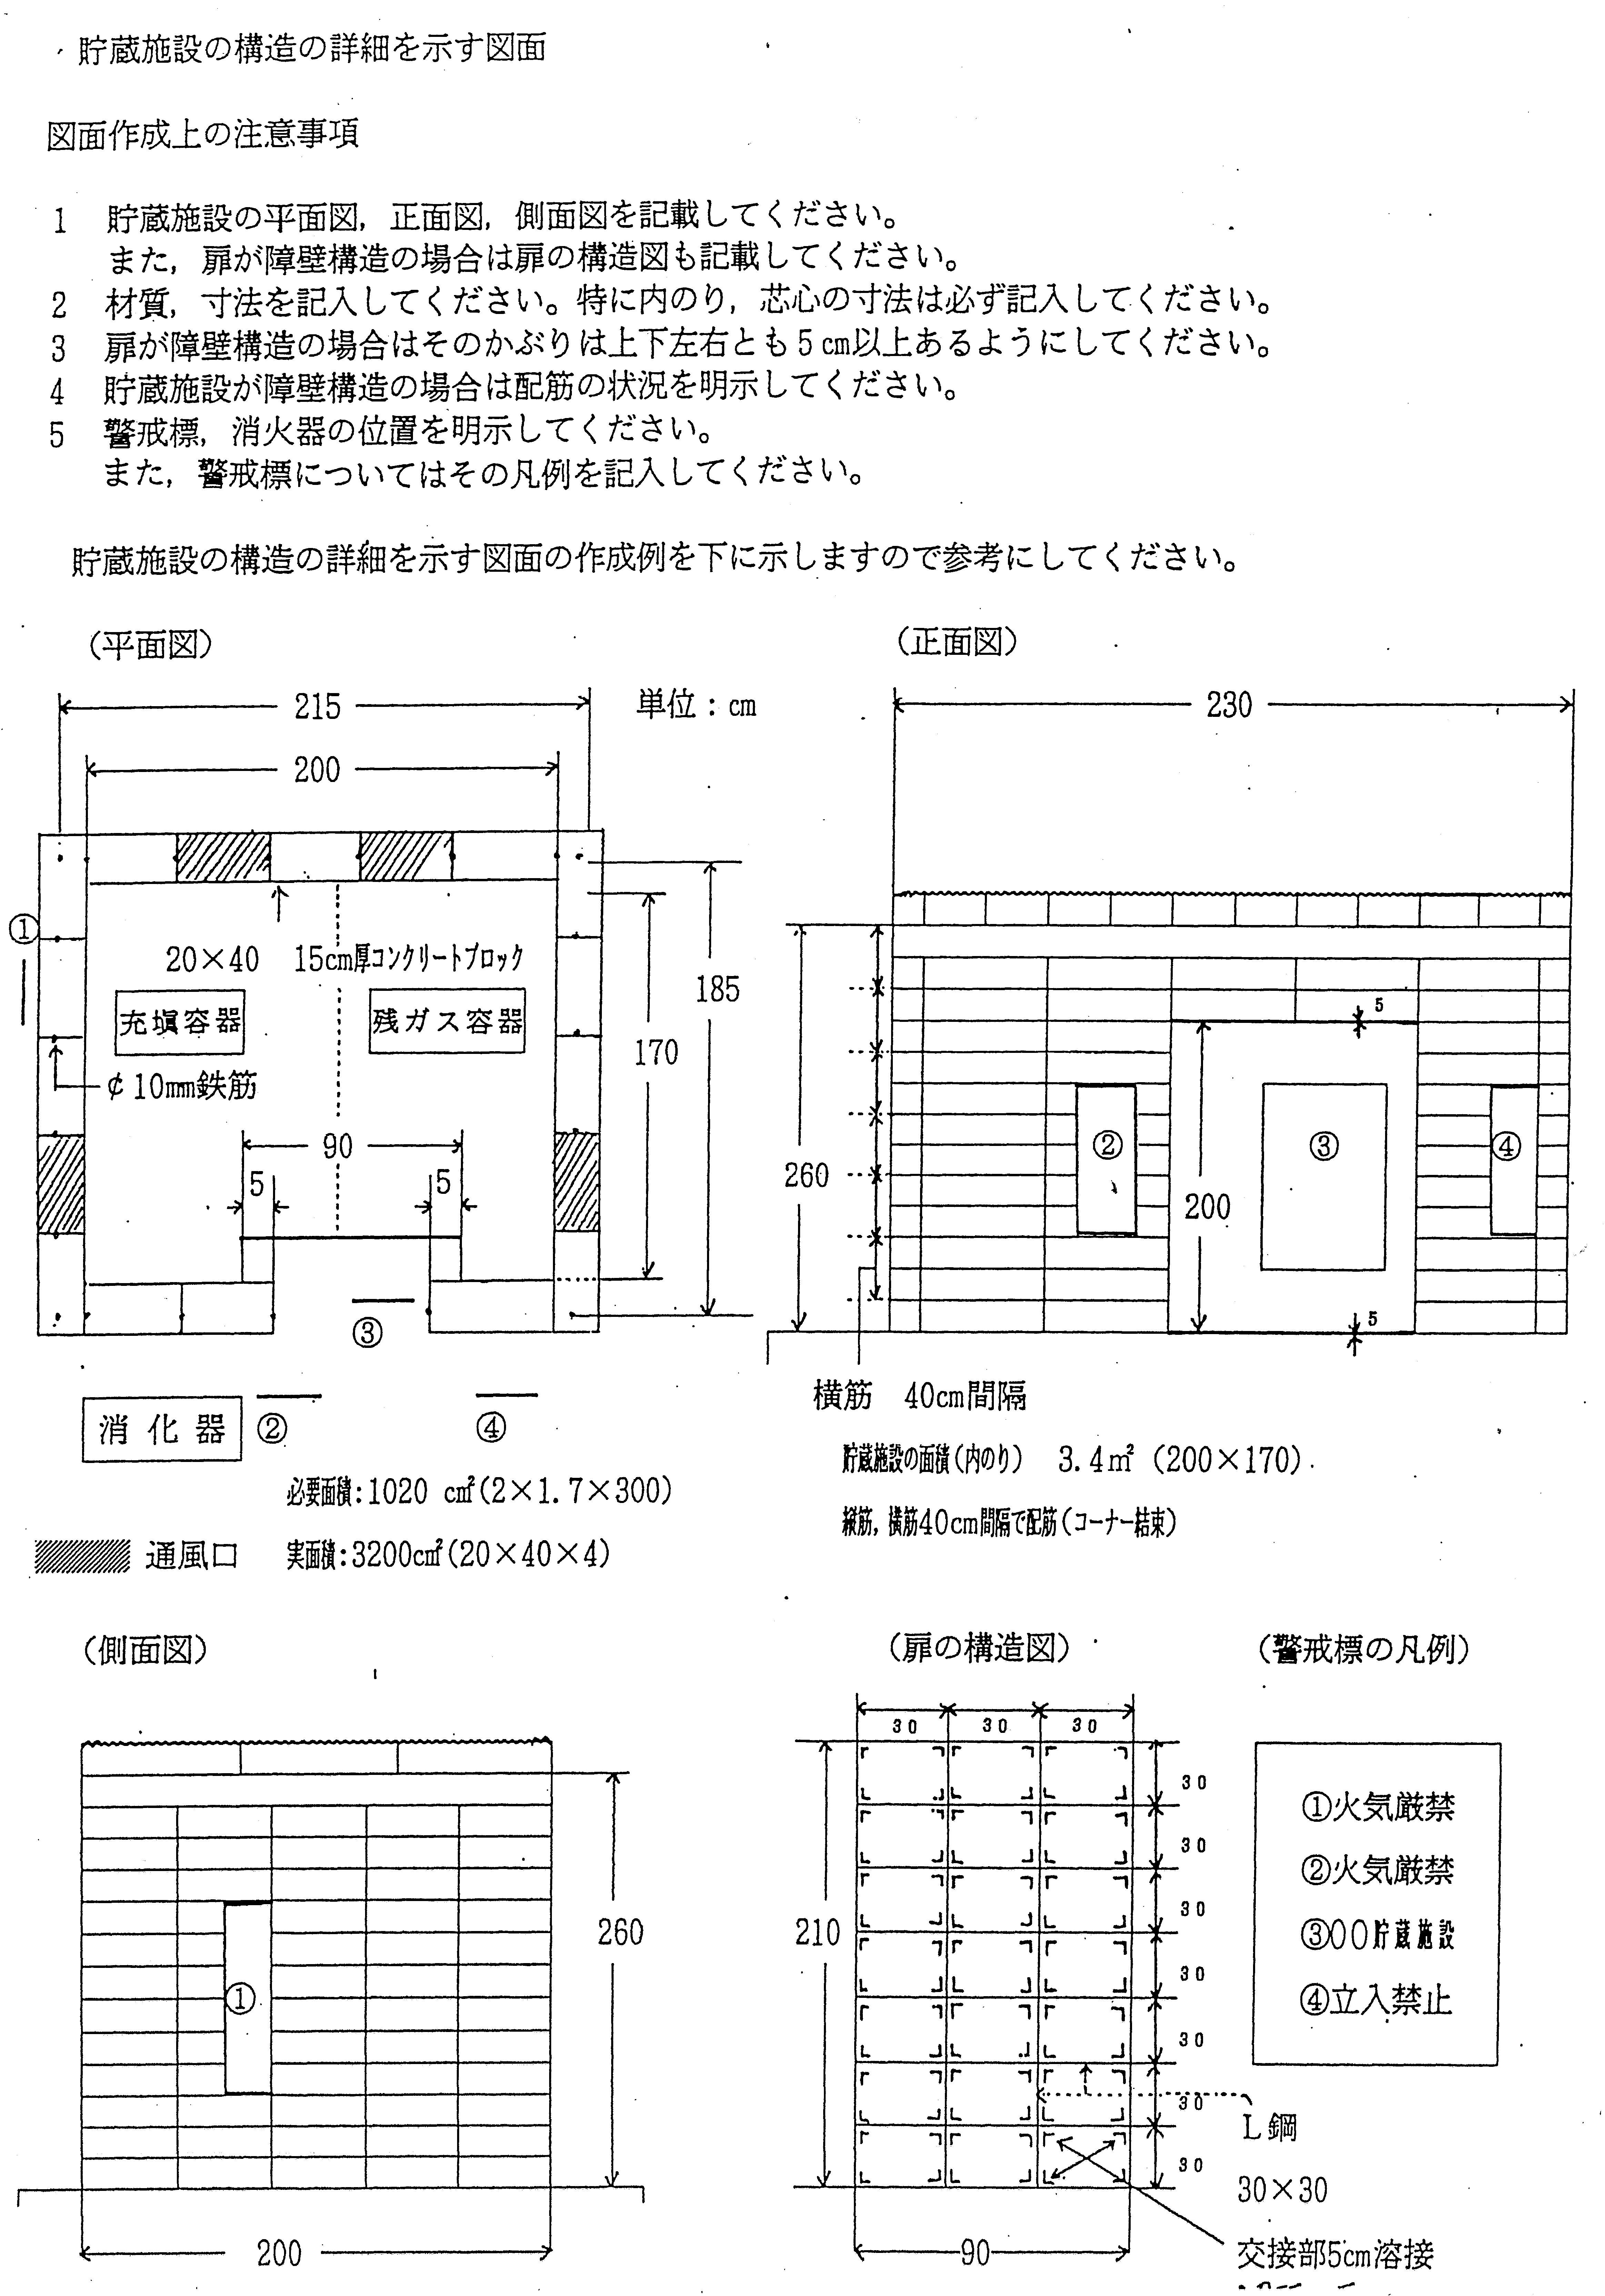 貯蔵施設の構造の詳細を示す図面
図面作成上の注意事項
1 貯蔵施設の平面図，正面図，側面図を記載してください。
また，扉が障壁構造の場合は扉の構造図も記載してください。
2 材質，寸法を記入してください。特に内のり，芯心の寸法は必ず記入してください。
3 扉が障壁構造の場合はそのかぶりは上下左右とも５㎝以上あるようにしてください。
4 貯蔵施設が障壁構造の場合は配筋の状況を明示してください。
5 警戒標，消火器の位置を明示してください。
また，警戒標についてはその凡例を記入してください。
貯蔵施設の構造の詳細を示す図面の作成例を下に示しますので参考にしてください。
（平面図）
215
単位：㎝
200
①
20×40 15cm厚コンクリートブロック
充塡容器
残ガス容器
￠10㎜鉄筋
185
170
90
5
5
③
消化器
②
④
必要面積：1020 ㎠（2×1.7×300）
通風口
実面積：3200㎠（20×40×4）
（正面図）
230
5
260
②
③
④
200
5
横筋 40㎝間隔
貯蔵施設の面積（内のり） 3.4㎡（200×170）
縦筋，横筋40cm間隔で配筋（コーナー結束）
（側面図）
①
260
200
（扉の構造図）
30 30 30
210
30
30
30
30
30
30
30
90
Ｌ鋼
30×30
交接部5㎝溶接
（警戒標の凡例）
①火気厳禁
②火気厳禁
③○○貯蔵施設
④立入禁止